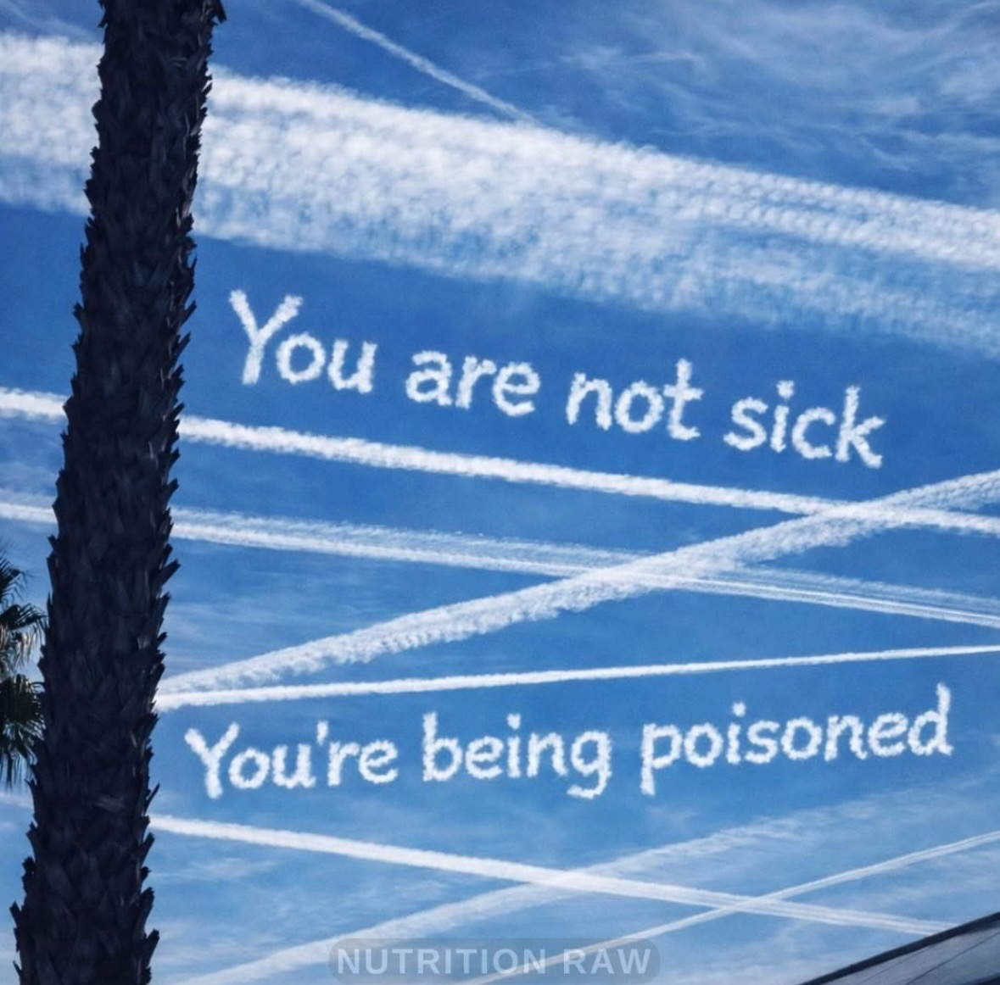 You are not sick
You're being poisoned
NUTRITION RAW